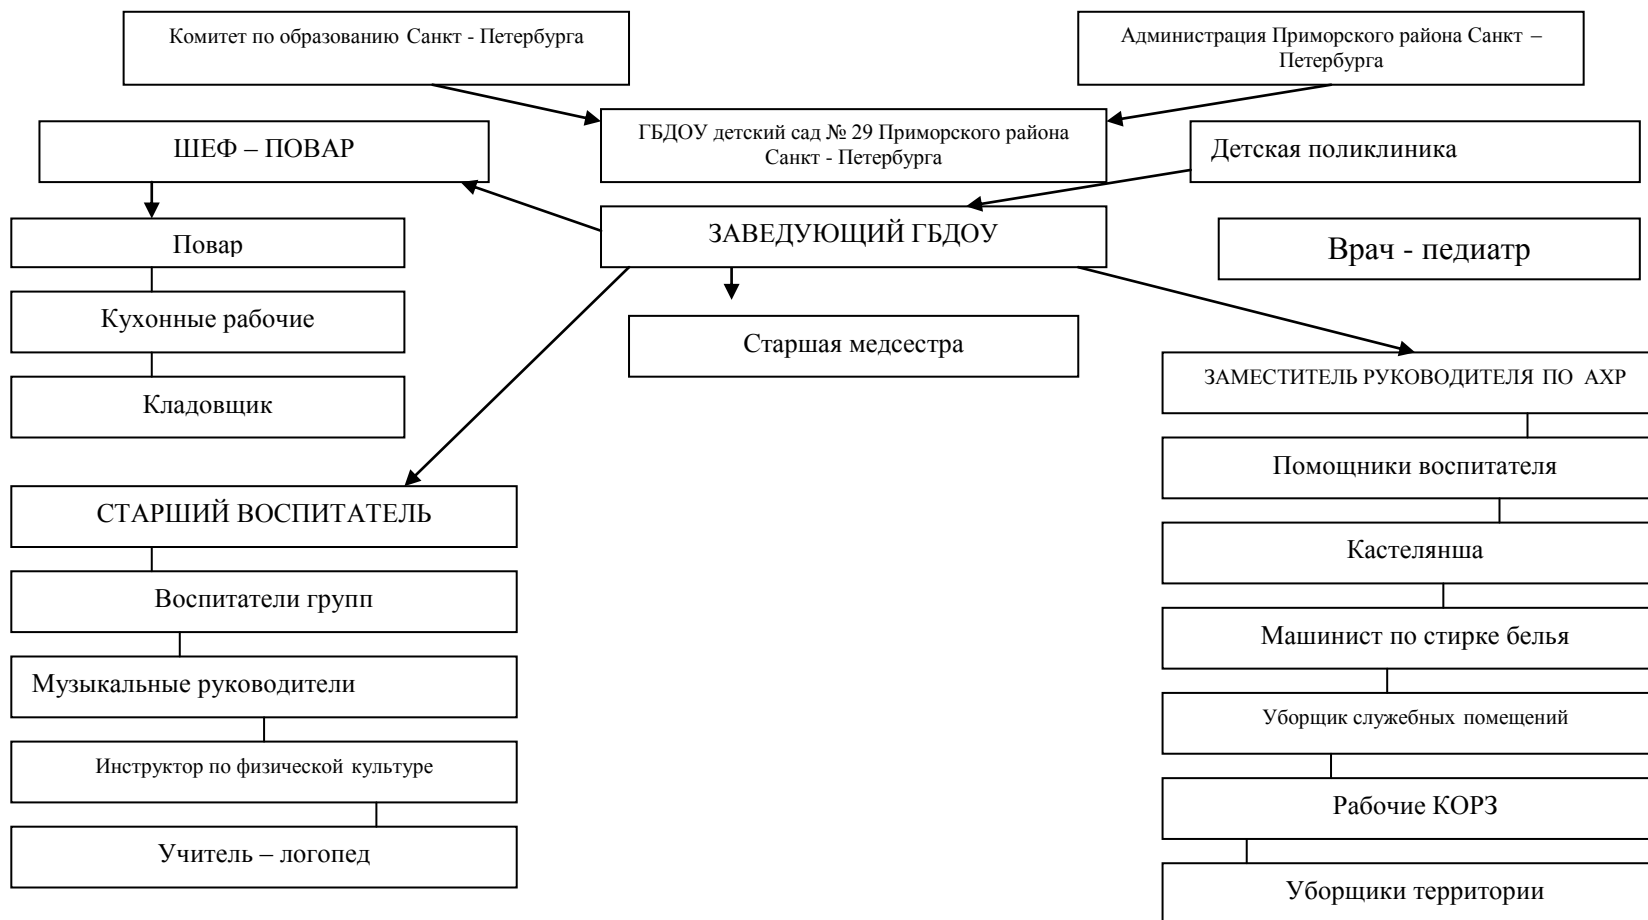 Комитет по образованию Санкт - Петербурга
Администрация Приморского района Санкт –
Петербурга
ГБДОУ детский сад № 29 Приморского района
Санкт - Петербурга
ШЕФ – ПОВАР
Детская поликлиника
Повар
ЗАВЕДУЮЩИЙ ГБДОУ
Врач - педиатр
Кухонные рабочие
Старшая медсестра
Кладовщик
ЗАМЕСТИТЕЛЬ РУКОВОДИТЕЛЯ ПО АХР
Помощники воспитателя
Кастелянша
Машинист по стирке белья
Уборщик служебных помещений
Рабочие КОРЗ
Уборщики территории
СТАРШИЙ ВОСПИТАТЕЛЬ
Воспитатели групп
Музыкальные руководители
Инструктор по физической культуре
Учитель – логопед